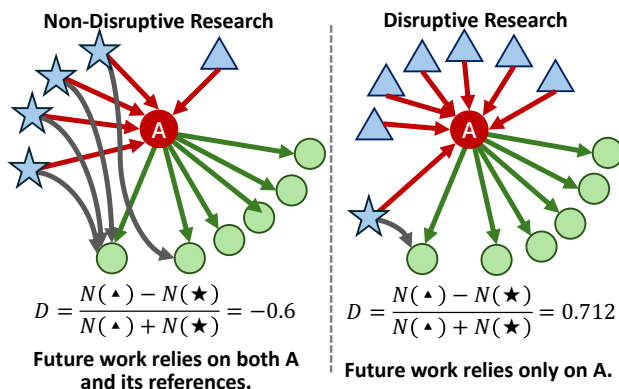 Non-Disruptive Research
A
D = N(▲) − N(★) / N(▲) + N(★) = −0.6
Future work relies on both A
and its references.
Disruptive Research
A
D = N(▲) − N(★) / N(▲) + N(★) = 0.712
Future work relies only on A.